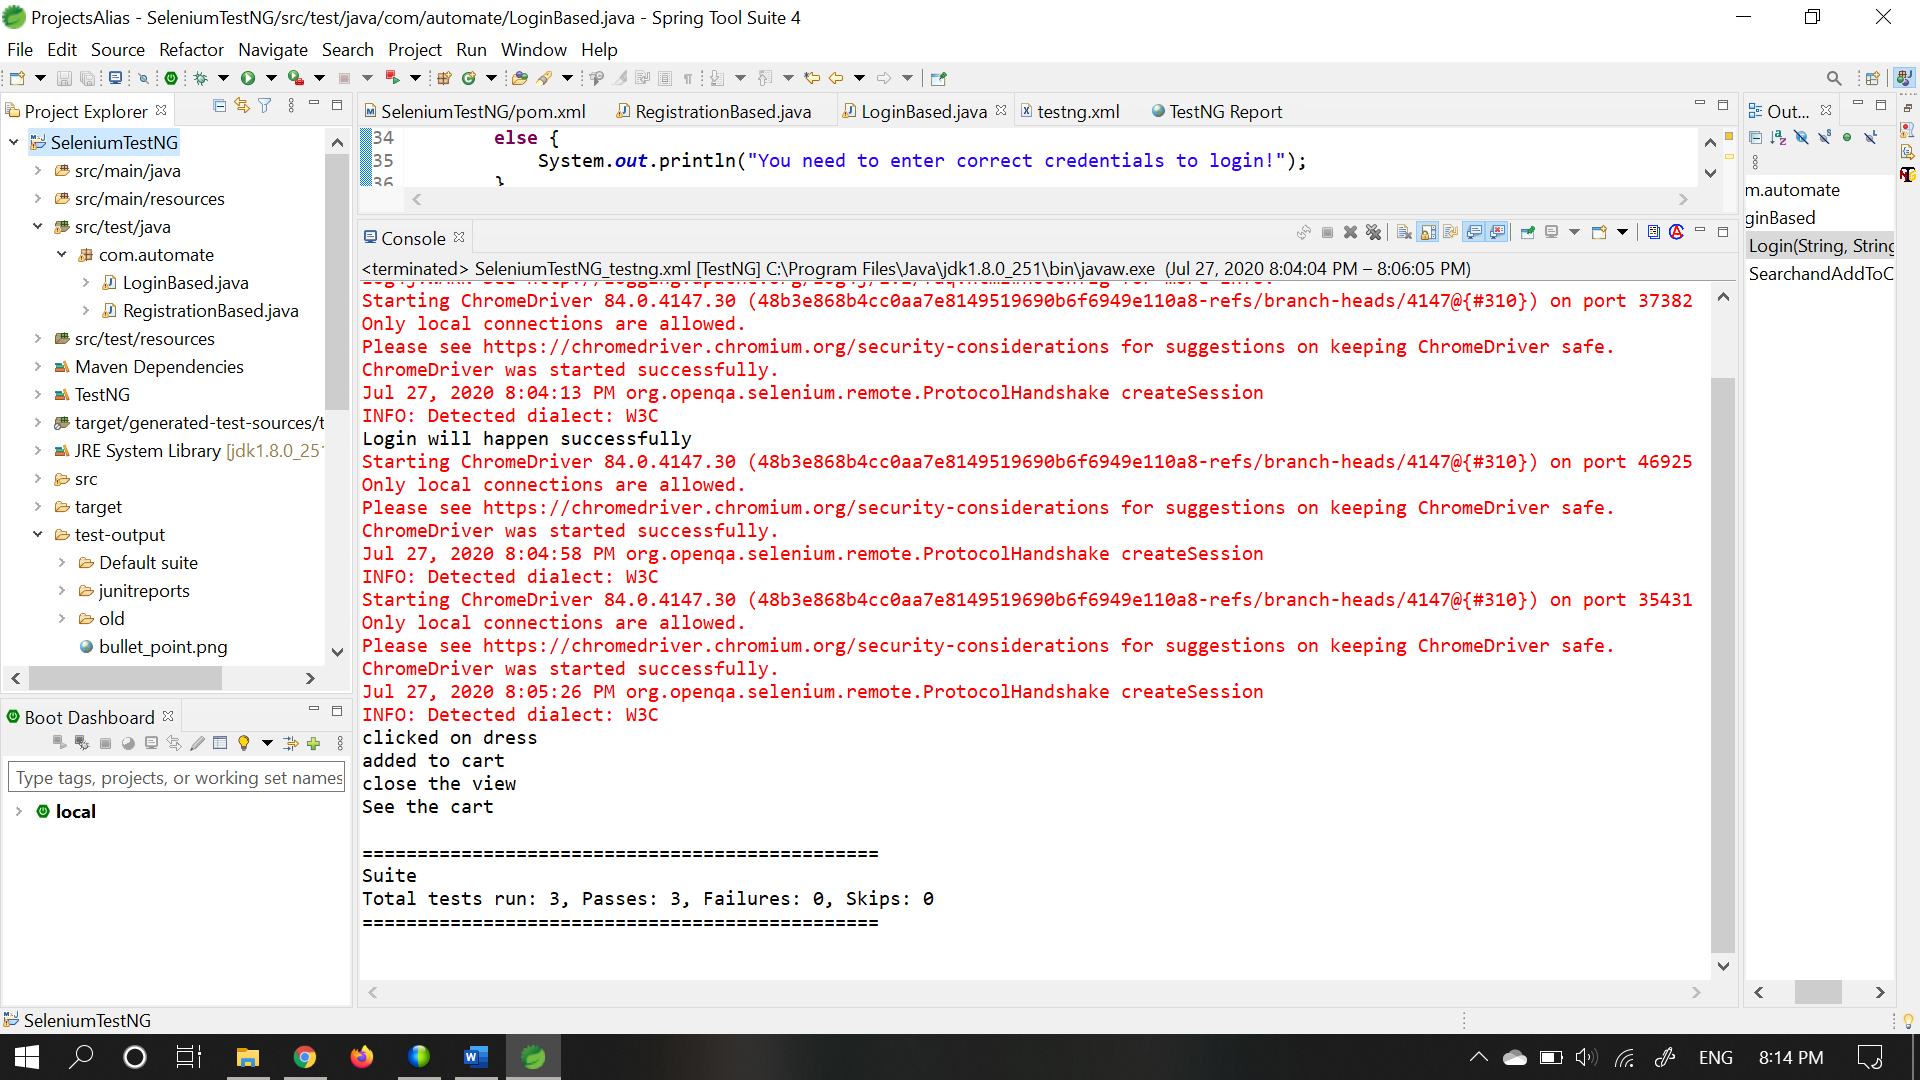 ProjectsAlias - SeleniumTestNG/src/test/java/com/automate/LoginBased.java - Spring Tool Suite 4
File Edit Source Refactor Navigate Search Project Run Window Help
Project Explorer
SeleniumTestNG
src/main/java
src/main/resources
src/test/java
com.automate
LoginBased.java
RegistrationBased.java
src/test/resources
Maven Dependencies
TestNG
target/generated-test-sources/t
JRE System Library [jdk1.8.0_251
src
target
test-output
Default suite
junitreports
old
bullet_point.png
Boot Dashboard
Type tags, projects, or working set names
local
SeleniumTestNG/pom.xml RegistrationBased.java LoginBased.java testng.xml TestNG Report
34 else {
35 System.out.println("You need to enter correct credentials to login!");
36 }
Console
<terminated> SeleniumTestNG_testng.xml [TestNG] C:\Program Files\Java\jdk1.8.0_251\bin\javaw.exe (Jul 27, 2020 8:04:04 PM – 8:06:05 PM)
Starting ChromeDriver 84.0.4147.30 (48b3e868b4cc0aa7e8149519690b6f6949e110a8-refs/branch-heads/4147@{#310}) on port 37382
Only local connections are allowed.
Please see https://chromedriver.chromium.org/security-considerations for suggestions on keeping ChromeDriver safe.
ChromeDriver was started successfully.
Jul 27, 2020 8:04:13 PM org.openqa.selenium.remote.ProtocolHandshake createSession
INFO: Detected dialect: W3C
Login will happen successfully
Starting ChromeDriver 84.0.4147.30 (48b3e868b4cc0aa7e8149519690b6f6949e110a8-refs/branch-heads/4147@{#310}) on port 46925
Only local connections are allowed.
Please see https://chromedriver.chromium.org/security-considerations for suggestions on keeping ChromeDriver safe.
ChromeDriver was started successfully.
Jul 27, 2020 8:04:58 PM org.openqa.selenium.remote.ProtocolHandshake createSession
INFO: Detected dialect: W3C
Starting ChromeDriver 84.0.4147.30 (48b3e868b4cc0aa7e8149519690b6f6949e110a8-refs/branch-heads/4147@{#310}) on port 35431
Only local connections are allowed.
Please see https://chromedriver.chromium.org/security-considerations for suggestions on keeping ChromeDriver safe.
ChromeDriver was started successfully.
Jul 27, 2020 8:05:26 PM org.openqa.selenium.remote.ProtocolHandshake createSession
INFO: Detected dialect: W3C
clicked on dress
added to cart
close the view
See the cart
===============================================
Suite
Total tests run: 3, Passes: 3, Failures: 0, Skips: 0
===============================================
Out...
m.automate
ginBased
Login(String, String
SearchandAddToC
SeleniumTestNG
ENG 8:14 PM